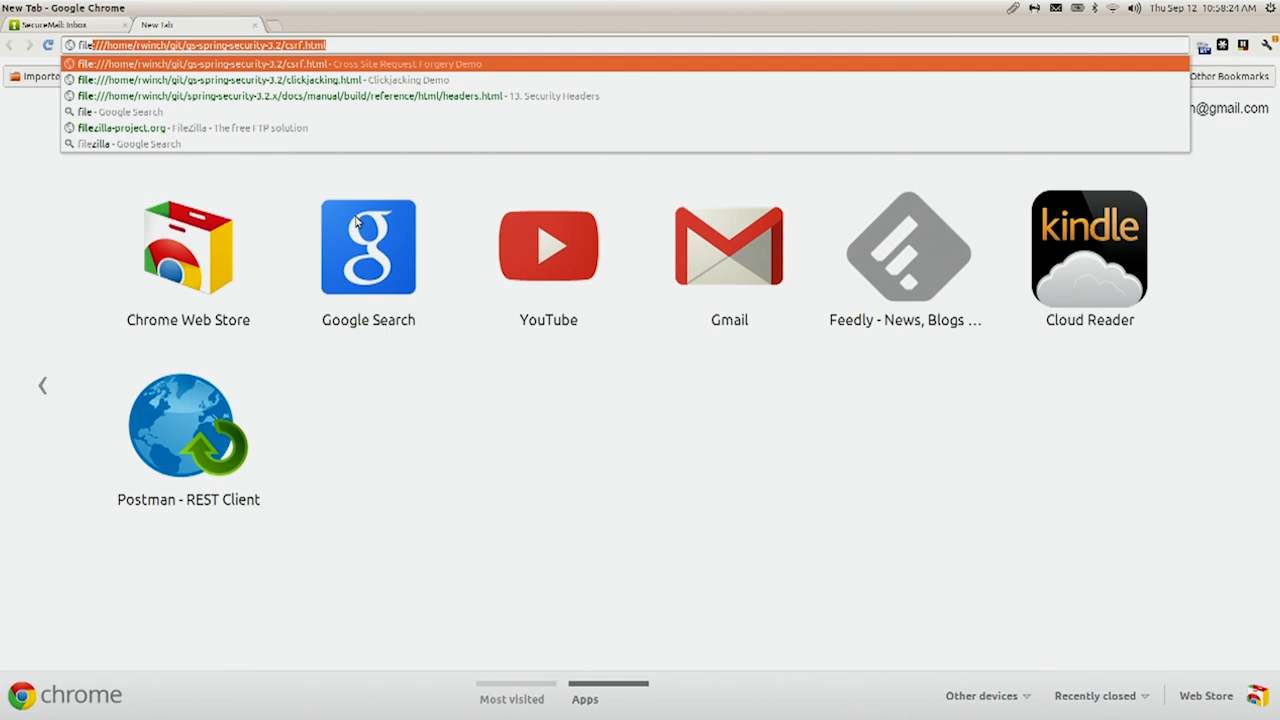 New Tab - Google Chrome
Thu Sep 12 10:58:24 AM
SecureMail: Inbox
New Tab
file:///home/rwinch/git/gs-spring-security-3.2/csrf.html
file:///home/rwinch/git/gs-spring-security-3.2/csrf.html - Cross Site Request Forgery Demo
Importe
Other Bookmarks
file:///home/rwinch/git/gs-spring-security-3.2/clickjacking.html - Clickjacking Demo
file:///home/rwinch/git/spring-security-3.2.x/docs/manual/build/reference/html/headers.html - 13. Security Headers
file - Google Search
n@gmail.com
filezilla-project.org - FileZilla - The free FTP solution
filezilla - Google Search
kindle
Chrome Web Store
Google Search
YouTube
Gmail
Feedly - News, Blogs ...
Cloud Reader
Postman - REST Client
chrome
Most visited
Apps
Other devices
Recently closed
Web Store